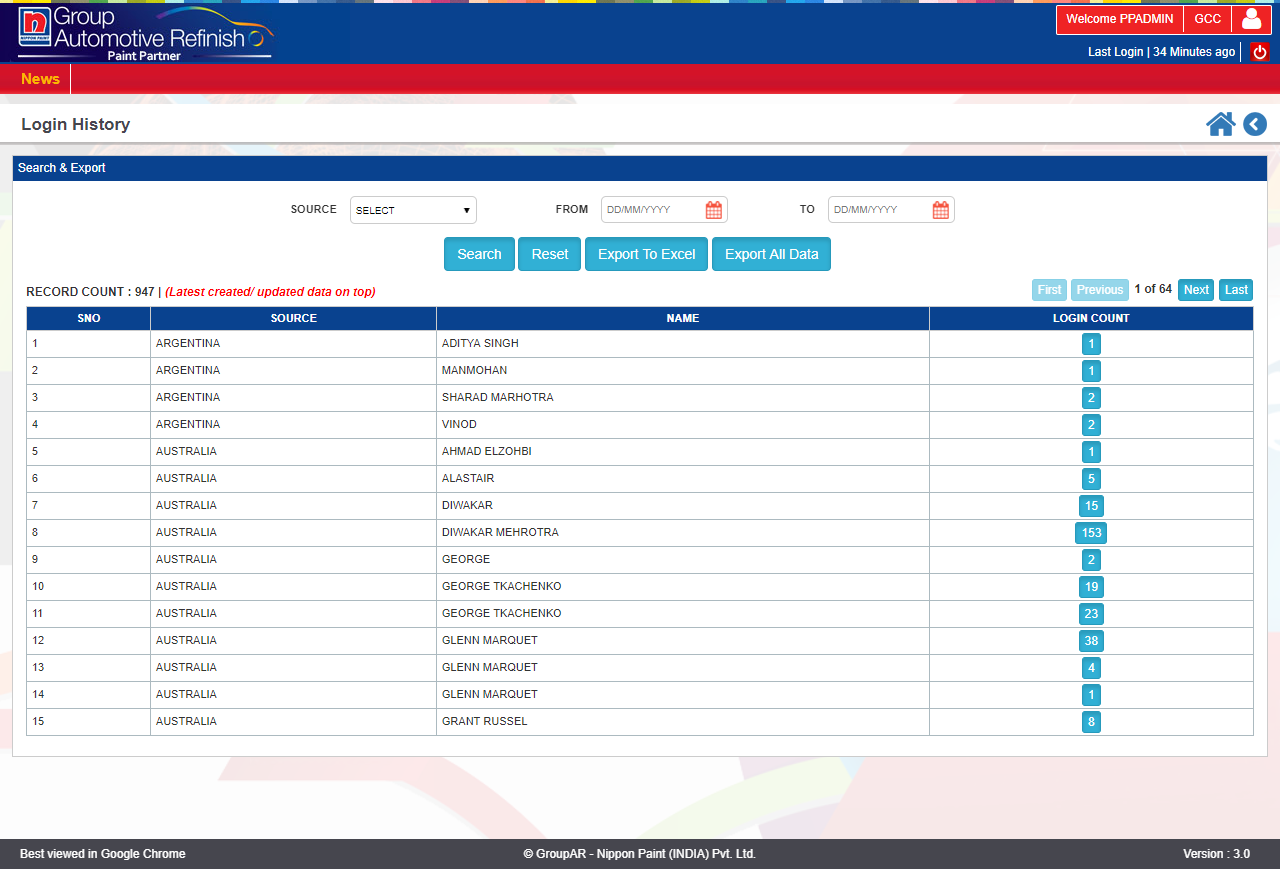 n Group
NIPPON PAINT Automotive Refinish
Paint Partner
Welcome PPADMIN GCC
Last Login | 34 Minutes ago
News
Login History
Search & Export
SOURCE SELECT FROM DD/MM/YYYY TO DD/MM/YYYY
Search Reset Export To Excel Export All Data
RECORD COUNT : 947 | (Latest created/ updated data on top) First Previous 1 of 64 Next Last
SNO SOURCE NAME LOGIN COUNT
1 ARGENTINA ADITYA SINGH 1
2 ARGENTINA MANMOHAN 1
3 ARGENTINA SHARAD MARHOTRA 2
4 ARGENTINA VINOD 2
5 AUSTRALIA AHMAD ELZOHBI 1
6 AUSTRALIA ALASTAIR 5
7 AUSTRALIA DIWAKAR 15
8 AUSTRALIA DIWAKAR MEHROTRA 153
9 AUSTRALIA GEORGE 2
10 AUSTRALIA GEORGE TKACHENKO 19
11 AUSTRALIA GEORGE TKACHENKO 23
12 AUSTRALIA GLENN MARQUET 38
13 AUSTRALIA GLENN MARQUET 4
14 AUSTRALIA GLENN MARQUET 1
15 AUSTRALIA GRANT RUSSEL 8
Best viewed in Google Chrome © GroupAR - Nippon Paint (INDIA) Pvt. Ltd. Version : 3.0